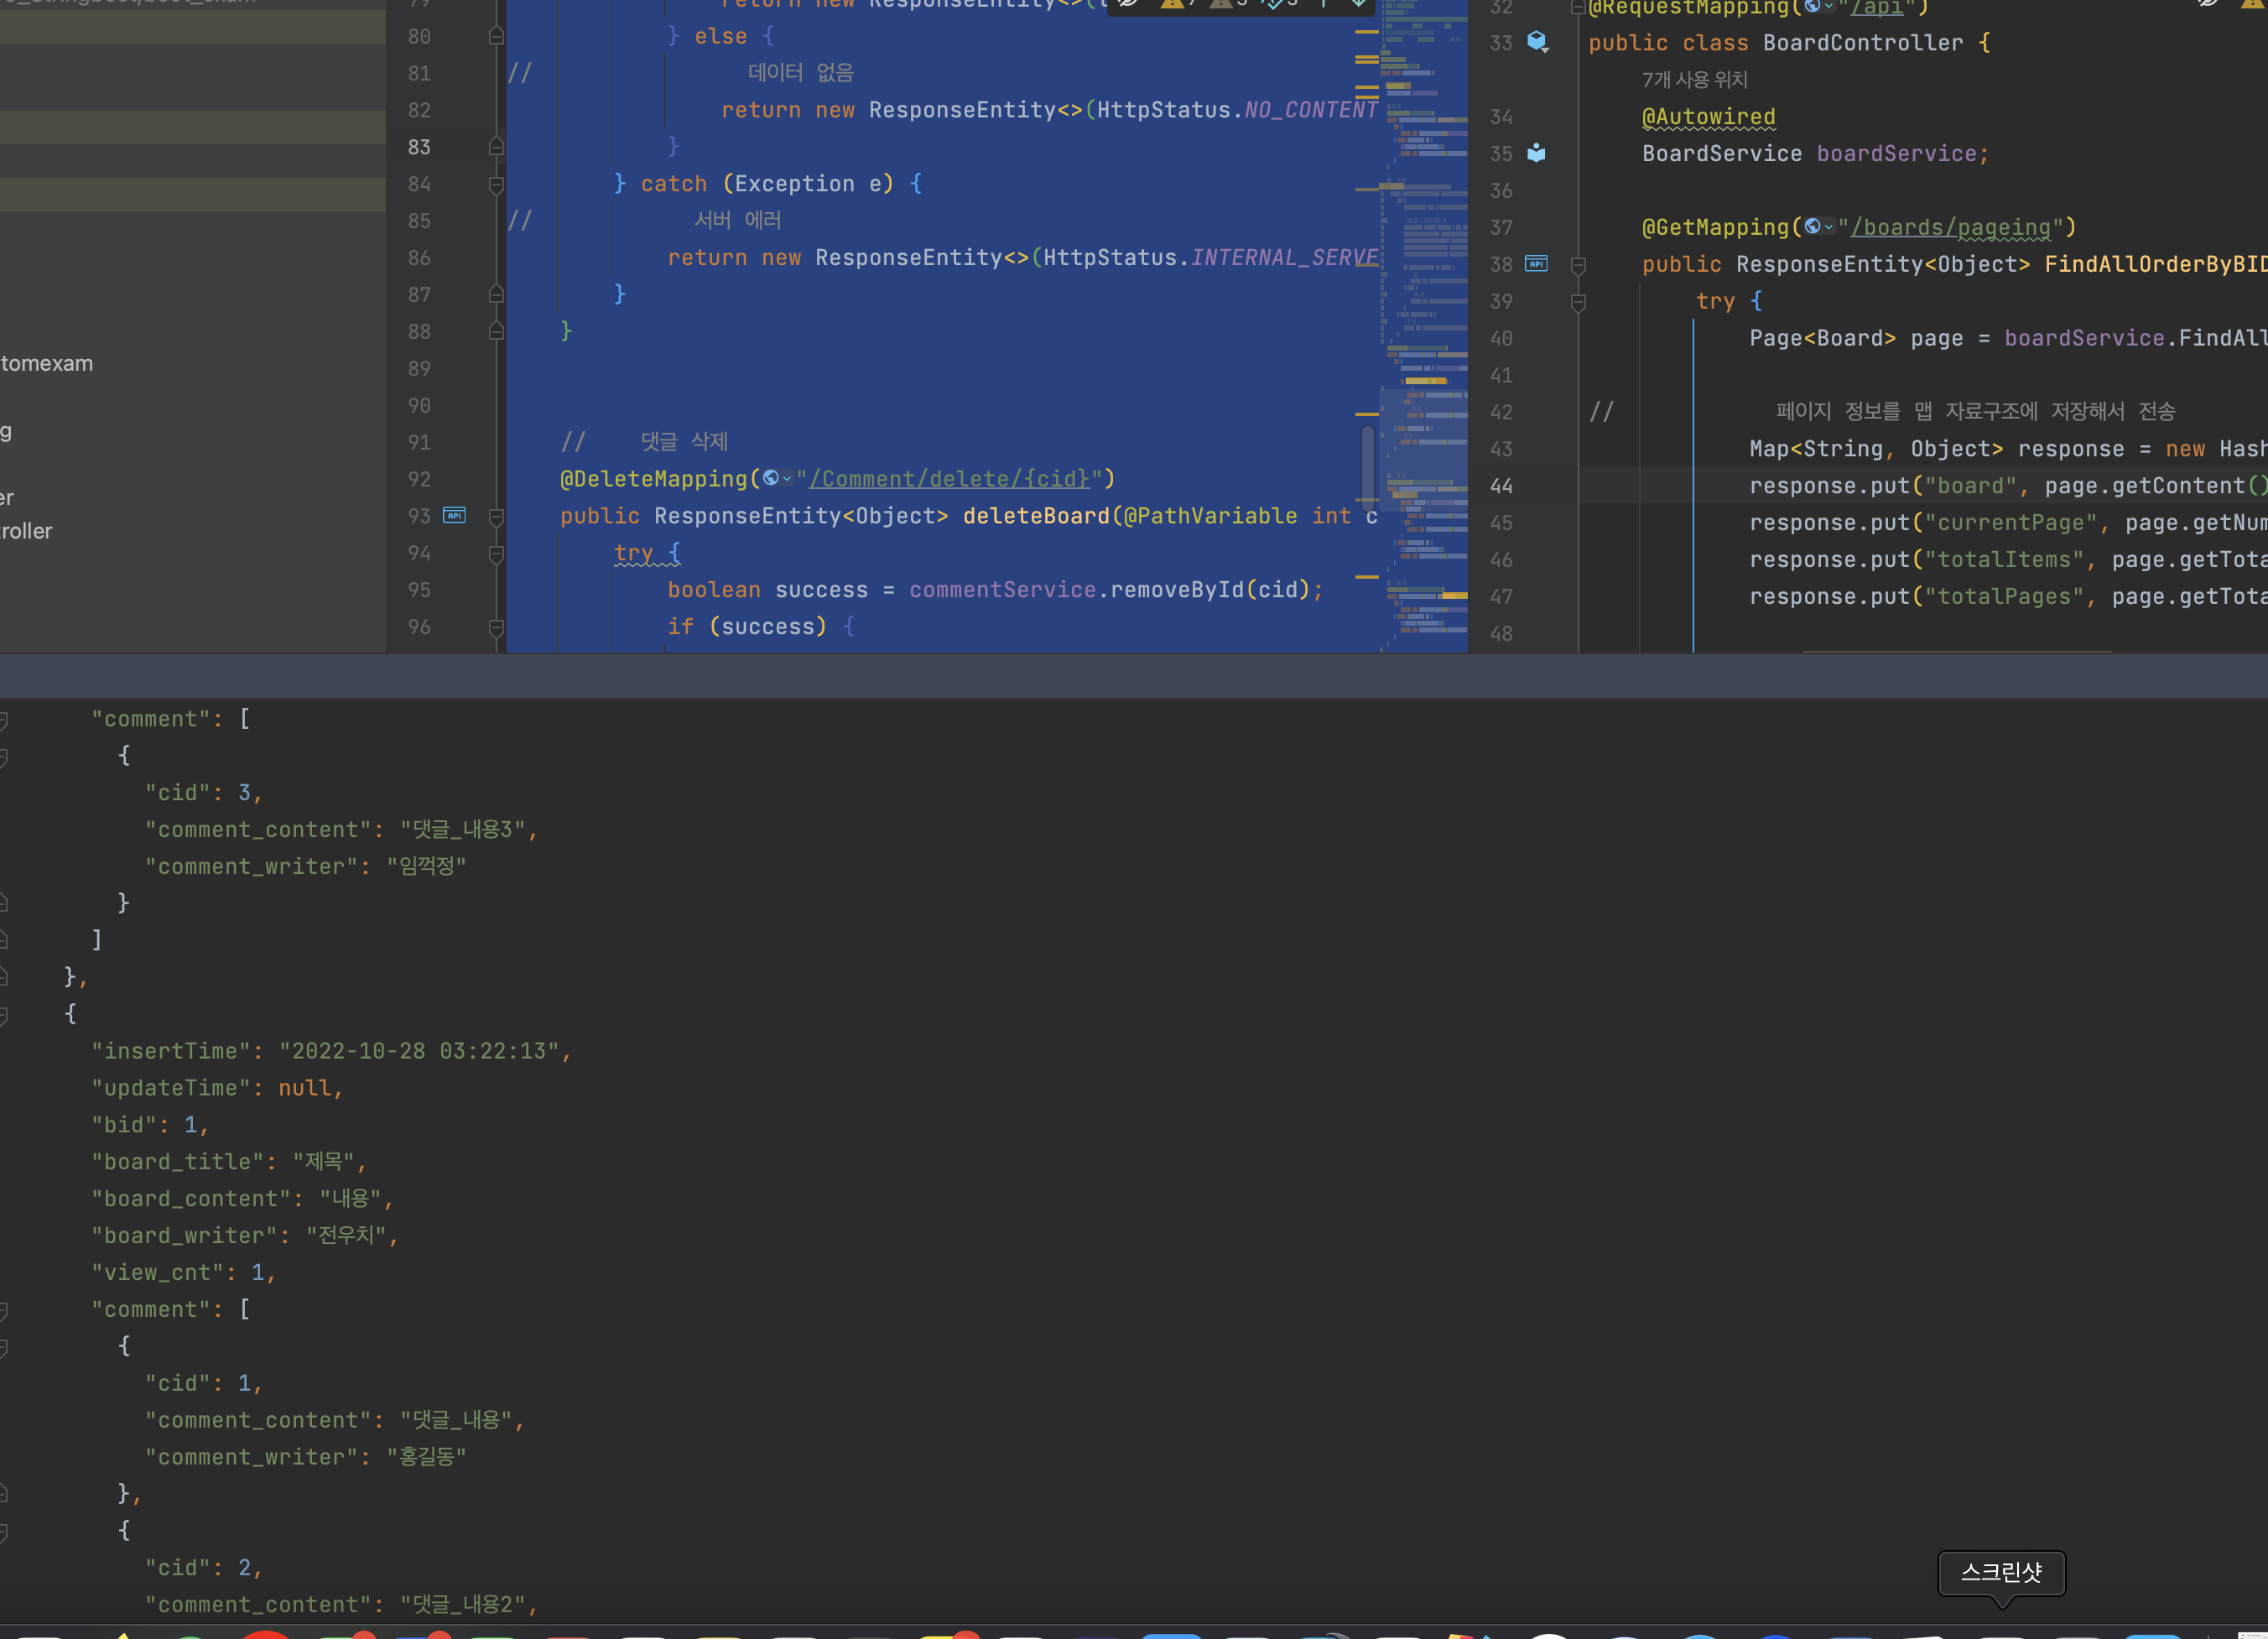 tomexam
g
er
roller
80 } else {
81 // 데이터 없음
82 return new ResponseEntity<>(HttpStatus.NO_CONTENT
83 }
84 } catch (Exception e) {
85 // 서버 에러
86 return new ResponseEntity<>(HttpStatus.INTERNAL_SERVE
87 }
88 }
89
90
91 // 댓글 삭제
92 @DeleteMapping("/Comment/delete/{cid}")
93 public ResponseEntity<Object> deleteBoard(@PathVariable int c
94 try {
95 boolean success = commentService.removeById(cid);
96 if (success) {
32 @RequestMapping("/api")
33 public class BoardController {
7개 사용 위치
34 @Autowired
35 BoardService boardService;
36
37 @GetMapping("/boards/pageing")
38 public ResponseEntity<Object> FindAllOrderByBID
39 try {
40 Page<Board> page = boardService.FindAll
41
42 // 페이지 정보를 맵 자료구조에 저장해서 전송
43 Map<String, Object> response = new Hash
44 response.put("board", page.getContent()
45 response.put("currentPage", page.getNum
46 response.put("totalItems", page.getTota
47 response.put("totalPages", page.getTota
48
"comment": [
{
"cid": 3,
"comment_content": "댓글_내용3",
"comment_writer": "임꺽정"
}
]
},
{
"insertTime": "2022-10-28 03:22:13",
"updateTime": null,
"bid": 1,
"board_title": "제목",
"board_content": "내용",
"board_writer": "전우치",
"view_cnt": 1,
"comment": [
{
"cid": 1,
"comment_content": "댓글_내용",
"comment_writer": "홍길동"
},
{
"cid": 2,
"comment_content": "댓글_내용2",
스크린샷